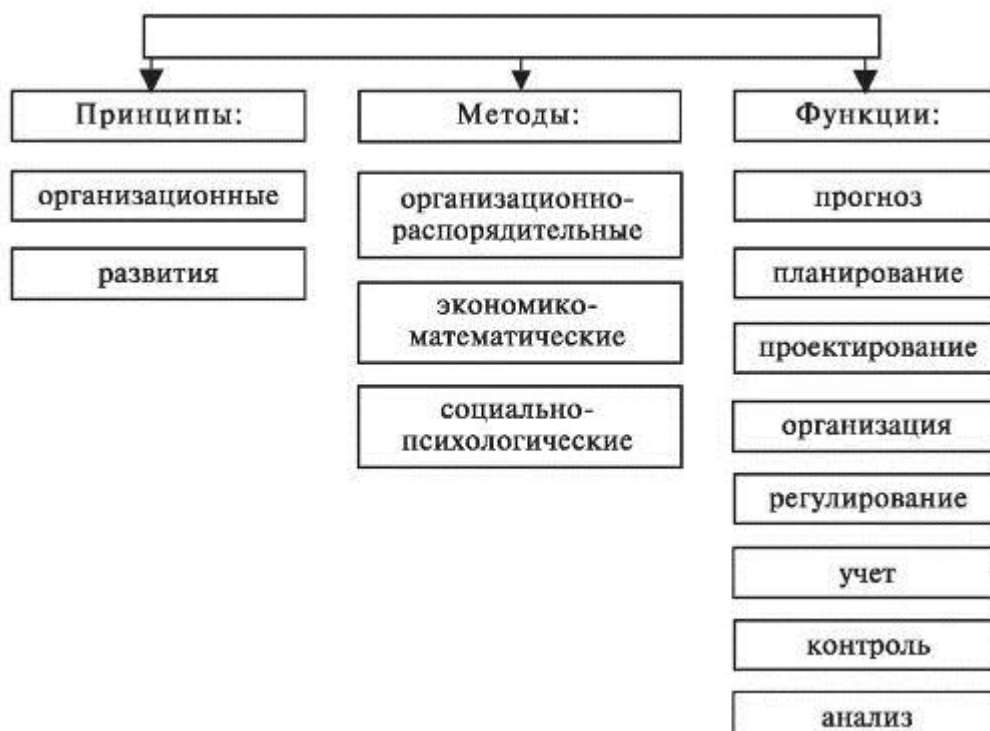 Принципы:
организационные
развития
Методы:
организационно-
распорядительные
экономико-
математические
социально-
психологические
Функции:
прогноз
планирование
проектирование
организация
регулирование
учет
контроль
анализ